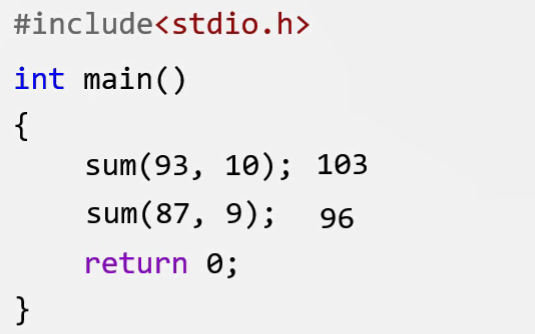 #include<stdio.h>
int main()
{
    sum(93, 10); 103
    sum(87, 9); 96
    return 0;
}